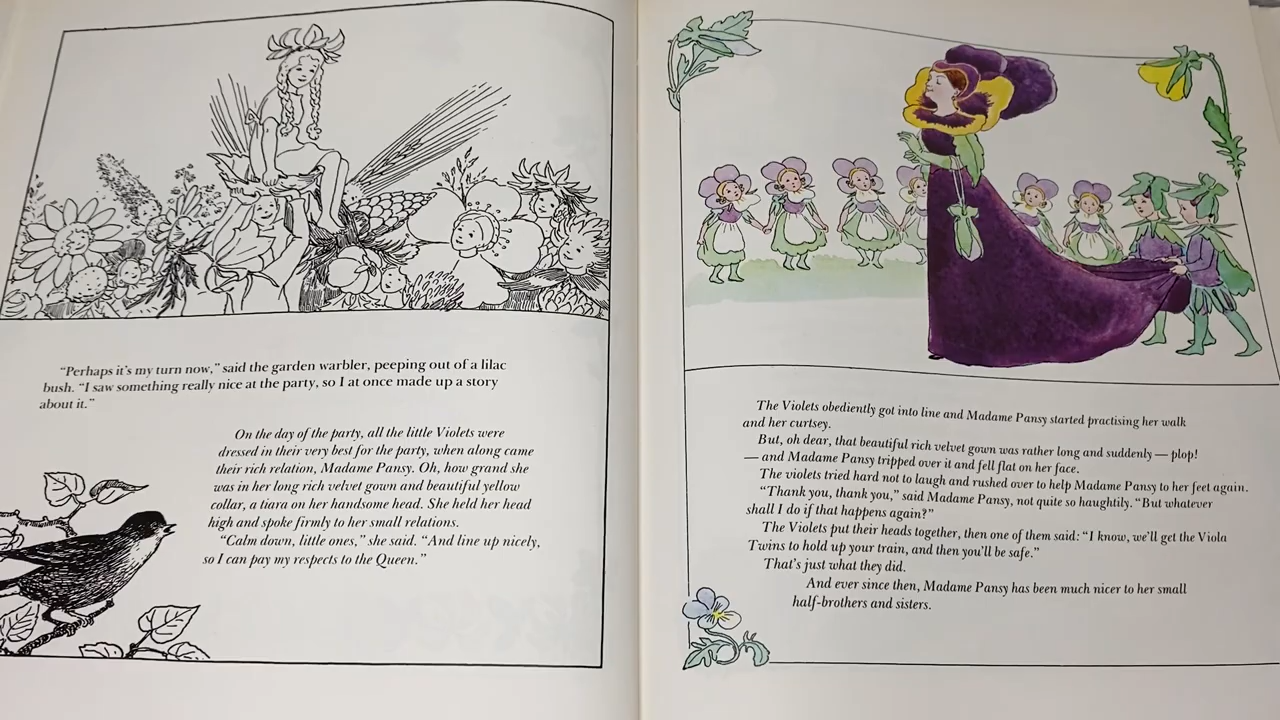 “Perhaps it’s my turn now,” said the garden warbler, peeping out of a lilac
bush. “I saw something really nice at the party, so I at once made up a story
about it.”
On the day of the party, all the little Violets were
dressed in their very best for the party, when along came
their rich relation, Madame Pansy. Oh, how grand she
was in her long rich velvet gown and beautiful yellow
collar, a tiara on her handsome head. She held her head
high and spoke firmly to her small relations.
“Calm down, little ones,” she said. “And line up nicely,
so I can pay my respects to the Queen.”
The Violets obediently got into line and Madame Pansy started practising her walk
and her curtsey.
But, oh dear, that beautiful rich velvet gown was rather long and suddenly — plop!
— and Madame Pansy tripped over it and fell flat on her face.
The violets tried hard not to laugh and rushed over to help Madame Pansy to her feet again.
“Thank you, thank you,” said Madame Pansy, not quite so haughtily. “But whatever
shall I do if that happens again?”
The Violets put their heads together, then one of them said: “I know, we’ll get the Viola
Twins to hold up your train, and then you’ll be safe.”
That’s just what they did.
And ever since then, Madame Pansy has been much nicer to her small
half-brothers and sisters.